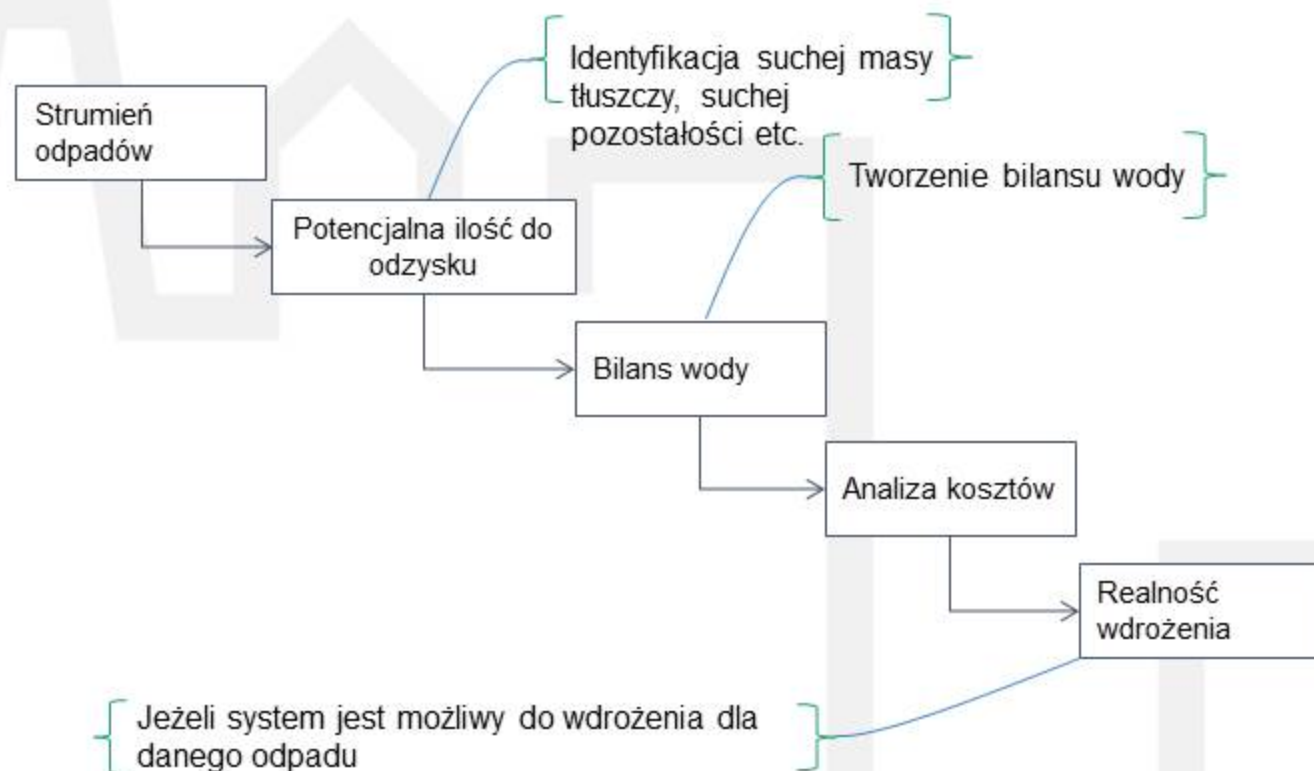 Identyfikacja suchej masy
tłuszczy, suchej
pozostałości etc.
Strumień
odpadów
Tworzenie bilansu wody
Potencjalna ilość do
odzysku
Bilans wody
Analiza kosztów
Realność
wdrożenia
Jeżeli system jest możliwy do wdrożenia dla
danego odpadu